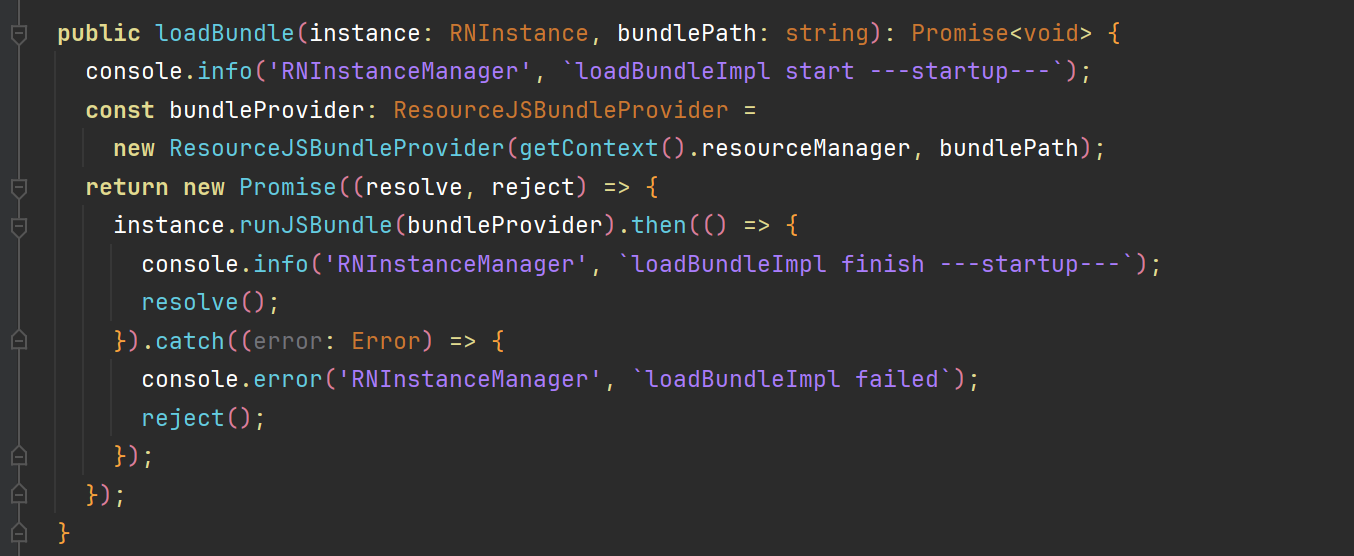 public loadBundle(instance: RNInstance, bundlePath: string): Promise<void> {
  console.info('RNInstanceManager', `loadBundleImpl start ---startup---`);
  const bundleProvider: ResourceJSBundleProvider =
    new ResourceJSBundleProvider(getContext().resourceManager, bundlePath);
  return new Promise((resolve, reject) => {
    instance.runJSBundle(bundleProvider).then(() => {
      console.info('RNInstanceManager', `loadBundleImpl finish ---startup---`);
      resolve();
    }).catch((error: Error) => {
      console.error('RNInstanceManager', `loadBundleImpl failed`);
      reject();
    });
  });
}